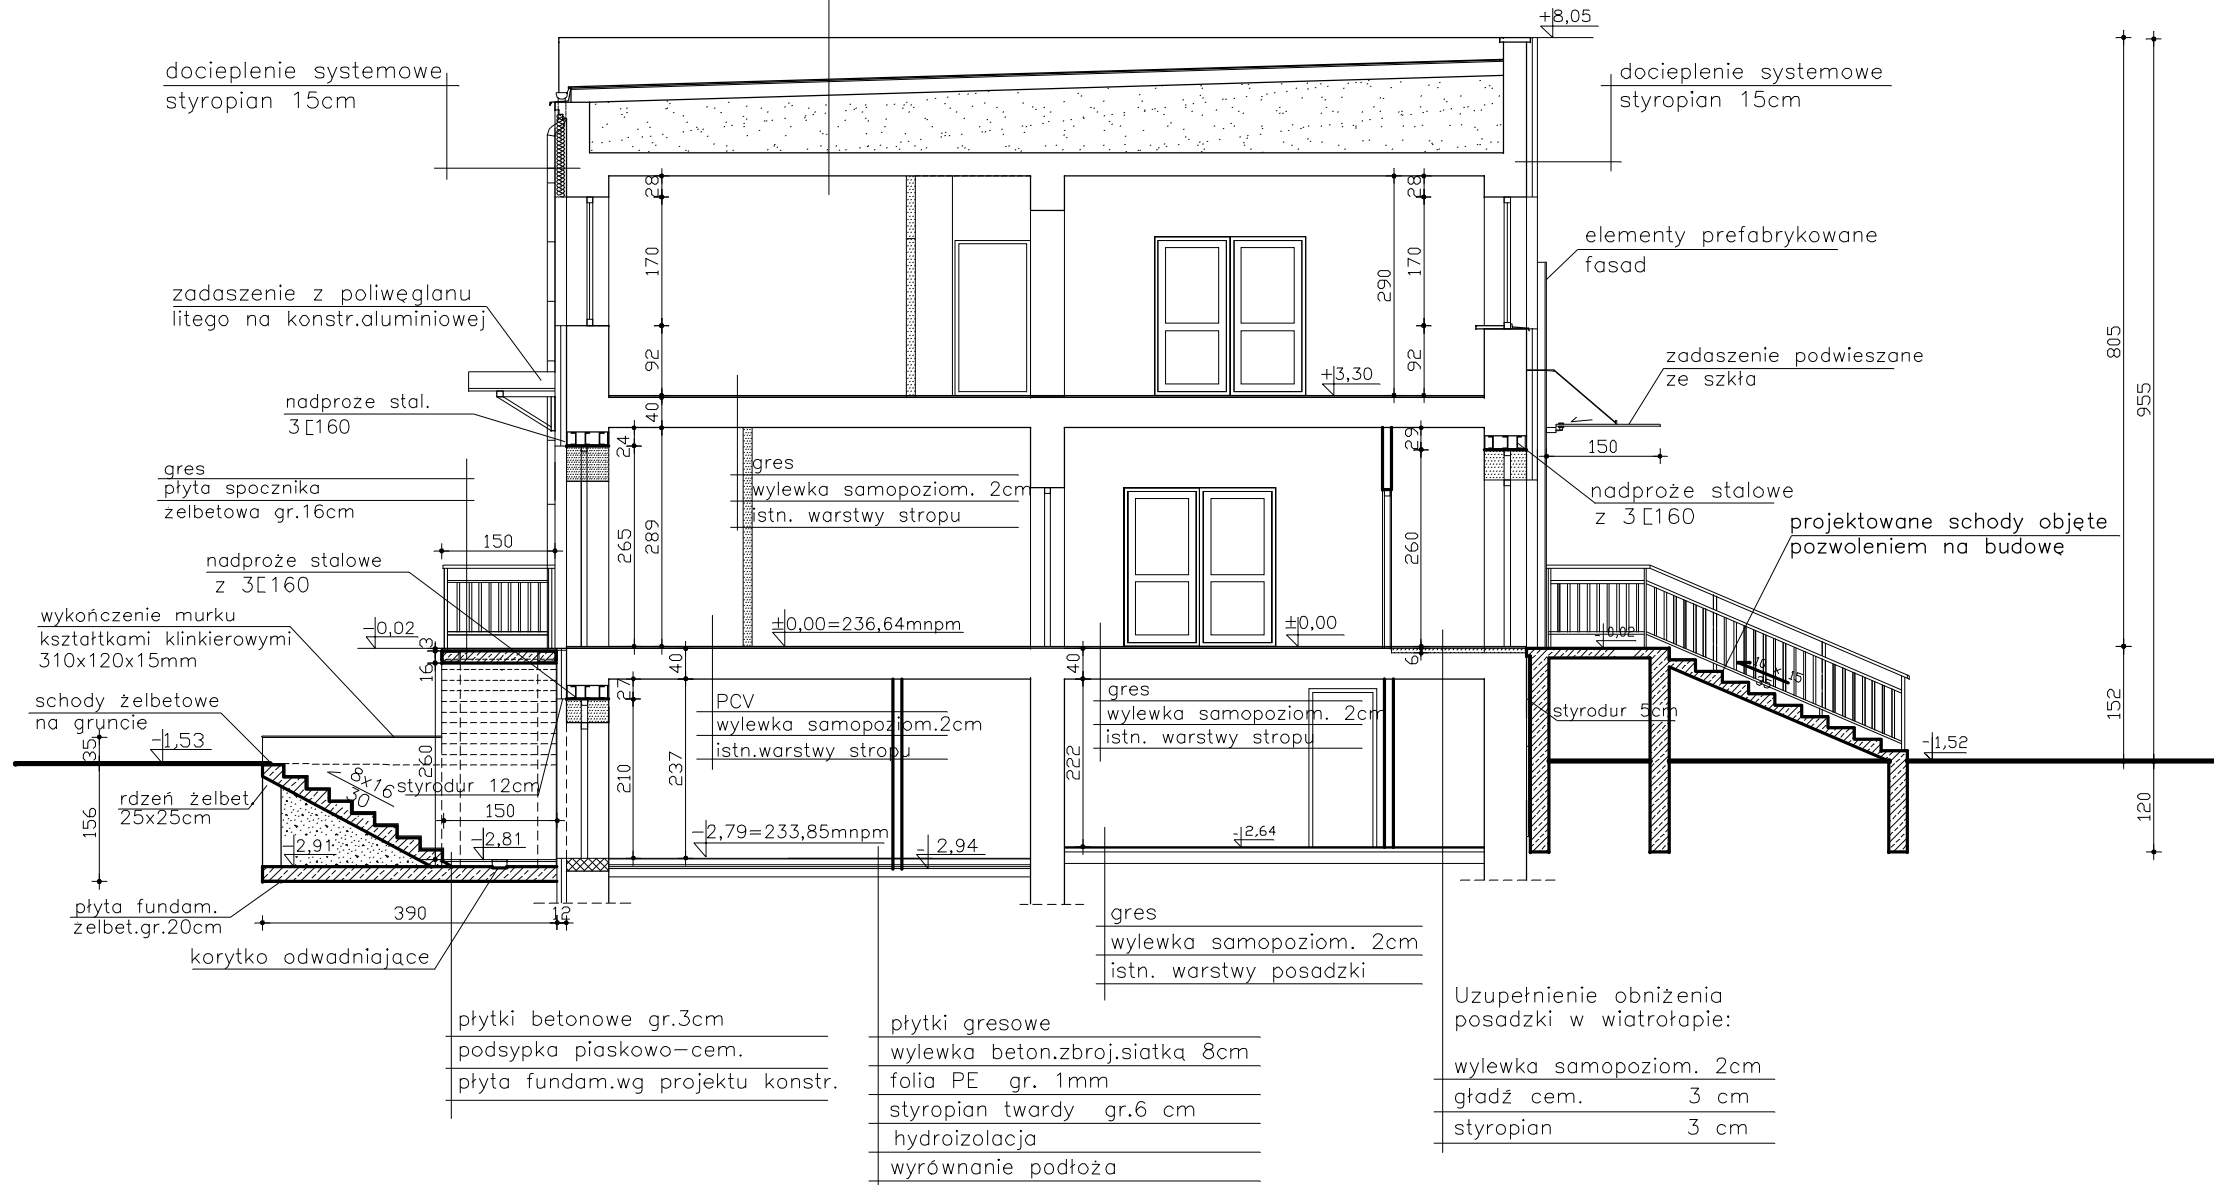 +8,05
docieplenie systemowe
styropian 15cm
docieplenie systemowe
styropian 15cm
28
28
170
290
170
elementy prefabrykowane
fasad
zadaszenie z poliwęglanu
litego na konstr.aluminiowej
805
955
92
92
zadaszenie podwieszane
ze szkła
+3,30
nadproże stal.
3[160
40
24
29
150
gres
płyta spocznika
żelbetowa gr.16cm
gres
wylewka samopoziom. 2cm
istn. warstwy stropu
nadproże stalowe
z 3[160
projektowane schody objęte
pozwoleniem na budowę
150
265
289
260
nadproże stalowe
z 3[160
wykończenie murku
kształtkami klinkierowymi
310x120x15mm
-0,02
3
16
±0,00=236,64mnpm
±0,00
-0,02
40
40
6
10 x 15
35
27
schody żelbetowe
na gruncie
PCV
wylewka samopoziom.2cm
istn.warstwy stropu
gres
wylewka samopoziom. 2cm
istn. warstwy stropu
styrodur 5cm
152
-1,53
35
-1,52
260
8x16
30
styrodur 12cm
210
237
222
rdzeń żelbet.
25x25cm
156
150
120
-2,91
-2,81
-2,79=233,85mnpm
- 2,94
-2,64
płyta fundam.
żelbet.gr.20cm
390
12
korytko odwadniające
gres
wylewka samopoziom. 2cm
istn. warstwy posadzki
płytki betonowe gr.3cm
podsypka piaskowo-cem.
płyta fundam.wg projektu konstr.
płytki gresowe
wylewka beton.zbroj.siatką 8cm
folia PE gr. 1mm
styropian twardy gr.6 cm
hydroizolacja
wyrównanie podłoża
Uzupełnienie obniżenia
posadzki w wiatrołapie:
wylewka samopoziom. 2cm
gładź cem. 3 cm
styropian 3 cm